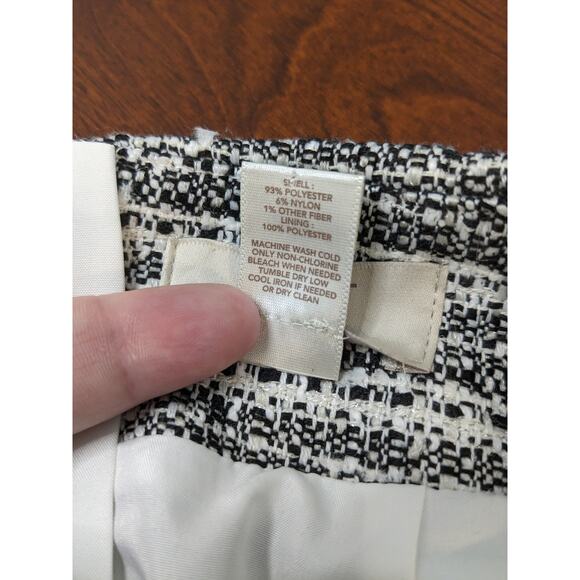 SHELL :
93% POLYESTER
6% NYLON
1% OTHER FIBER
LINING :
100% POLYESTER
MACHINE WASH COLD
ONLY NON-CHLORINE
BLEACH WHEN NEEDED
TUMBLE DRY LOW
COOL IRON IF NEEDED
OR DRY CLEAN